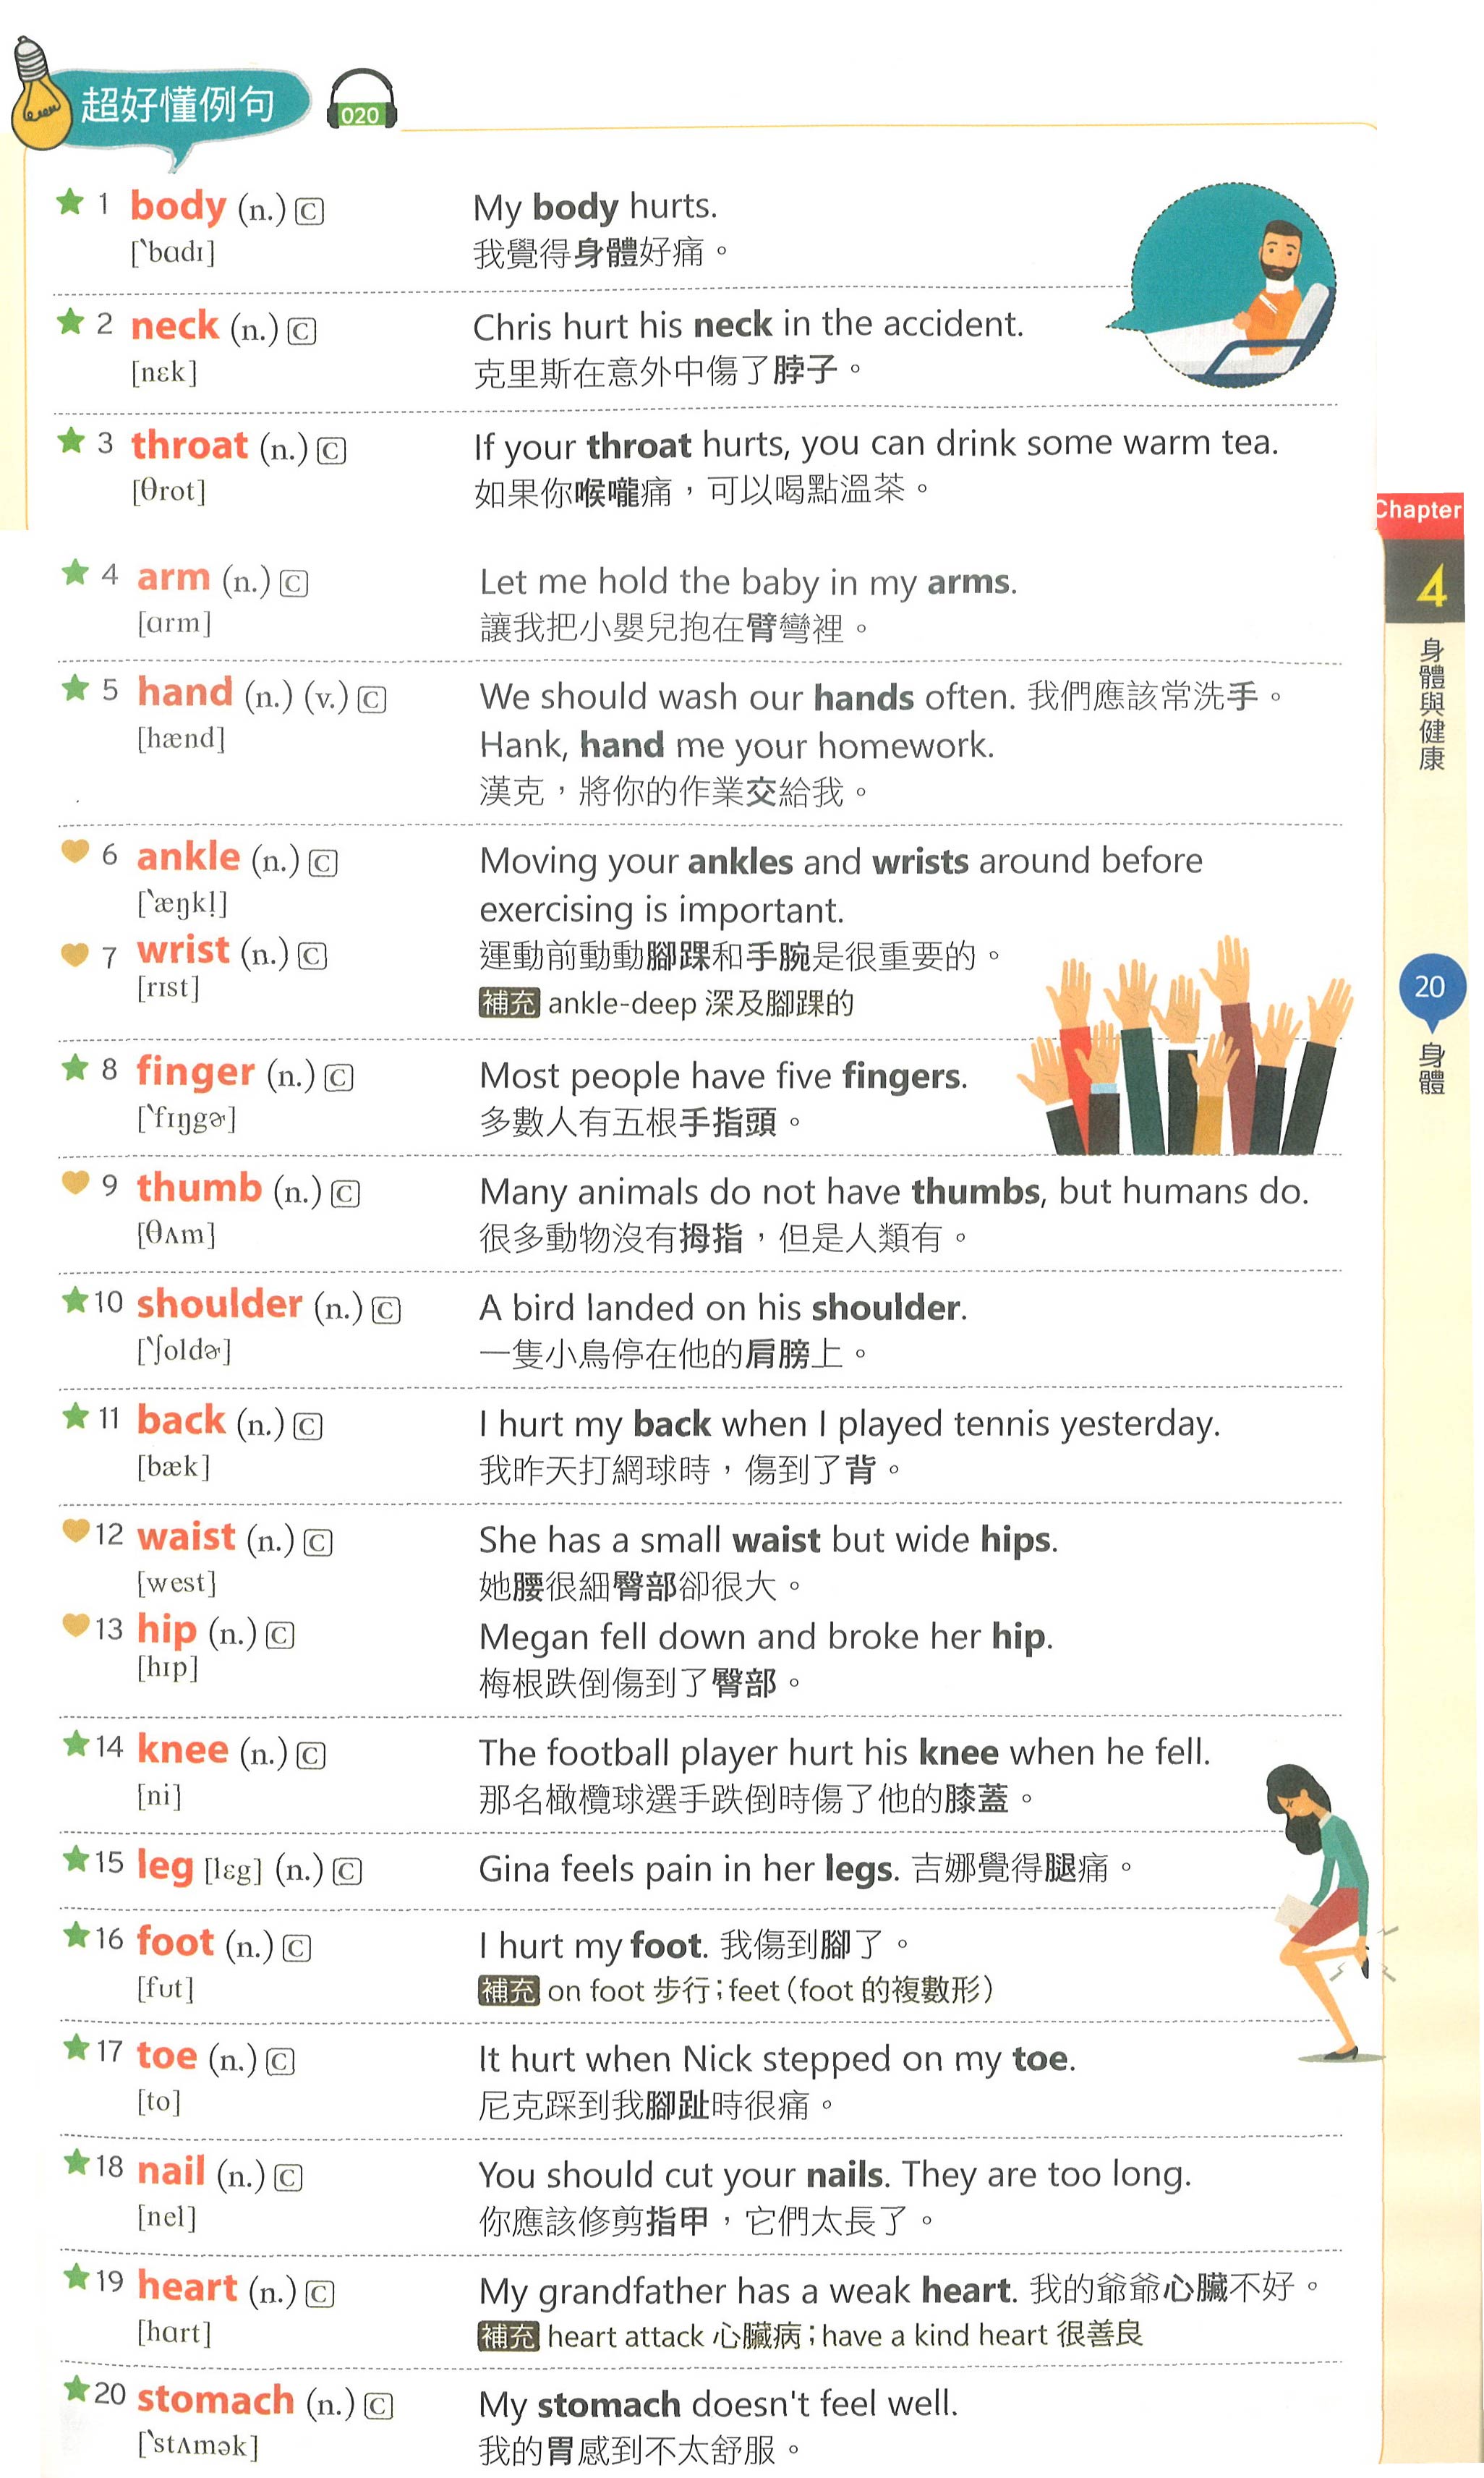 超好懂例句
020
★ 1 body (n.) C
[ˋbɑdɪ]
My body hurts.
我覺得身體好痛。
★ 2 neck (n.) C
[nɛk]
Chris hurt his neck in the accident.
克里斯在意外中傷了脖子。
★ 3 throat (n.) C
[θrot]
If your throat hurts, you can drink some warm tea.
如果你喉嚨痛，可以喝點溫茶。
★ 4 arm (n.) C
[ɑrm]
Let me hold the baby in my arms.
讓我把小嬰兒抱在臂彎裡。
★ 5 hand (n.) (v.) C
[hænd]
We should wash our hands often. 我們應該常洗手。
Hank, hand me your homework.
漢克，將你的作業交給我。
6 ankle (n.) C
[ˋæŋkl̩]
7 wrist (n.) C
[rɪst]
Moving your ankles and wrists around before
exercising is important.
運動前動動腳踝和手腕是很重要的。
補充 ankle-deep 深及腳踝的
★ 8 finger (n.) C
[ˋfɪŋgɚ]
Most people have five fingers.
多數人有五根手指頭。
9 thumb (n.) C
[θʌm]
Many animals do not have thumbs, but humans do.
很多動物沒有拇指，但是人類有。
★ 10 shoulder (n.) C
[ˋʃoldɚ]
A bird landed on his shoulder.
一隻小鳥停在他的肩膀上。
★ 11 back (n.) C
[bæk]
I hurt my back when I played tennis yesterday.
我昨天打網球時，傷到了背。
12 waist (n.) C
[west]
She has a small waist but wide hips.
她腰很細臀部卻很大。
13 hip (n.) C
[hɪp]
Megan fell down and broke her hip.
梅根跌倒傷到了臀部。
★ 14 knee (n.) C
[ni]
The football player hurt his knee when he fell.
那名橄欖球選手跌倒時傷了他的膝蓋。
★ 15 leg [lɛg] (n.) C
Gina feels pain in her legs. 吉娜覺得腿痛。
★ 16 foot (n.) C
[fʊt]
I hurt my foot. 我傷到腳了。
補充 on foot 步行；feet（foot 的複數形）
★ 17 toe (n.) C
[to]
It hurt when Nick stepped on my toe.
尼克踩到我腳趾時很痛。
★ 18 nail (n.) C
[nel]
You should cut your nails. They are too long.
你應該修剪指甲，它們太長了。
★ 19 heart (n.) C
[hɑrt]
My grandfather has a weak heart. 我的爺爺心臟不好。
補充 heart attack 心臟病；have a kind heart 很善良
★ 20 stomach (n.) C
[ˋstʌmək]
My stomach doesn't feel well.
我的胃感到不太舒服。
Chapter
4
身體與健康
20
身體